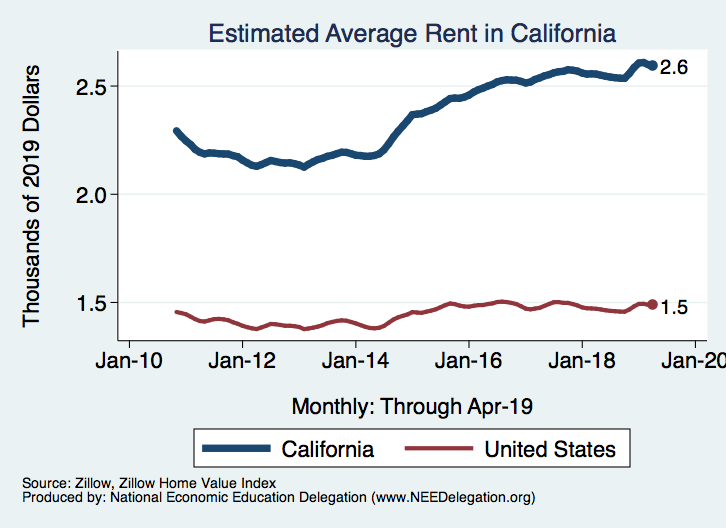 Estimated Average Rent in California
Thousands of 2019 Dollars
2.5
2.0
1.5
2.6
1.5
Jan-10 Jan-12 Jan-14 Jan-16 Jan-18 Jan-20
Monthly: Through Apr-19
California United States
Source: Zillow, Zillow Home Value Index
Produced by: National Economic Education Delegation (www.NEEDelegation.org)